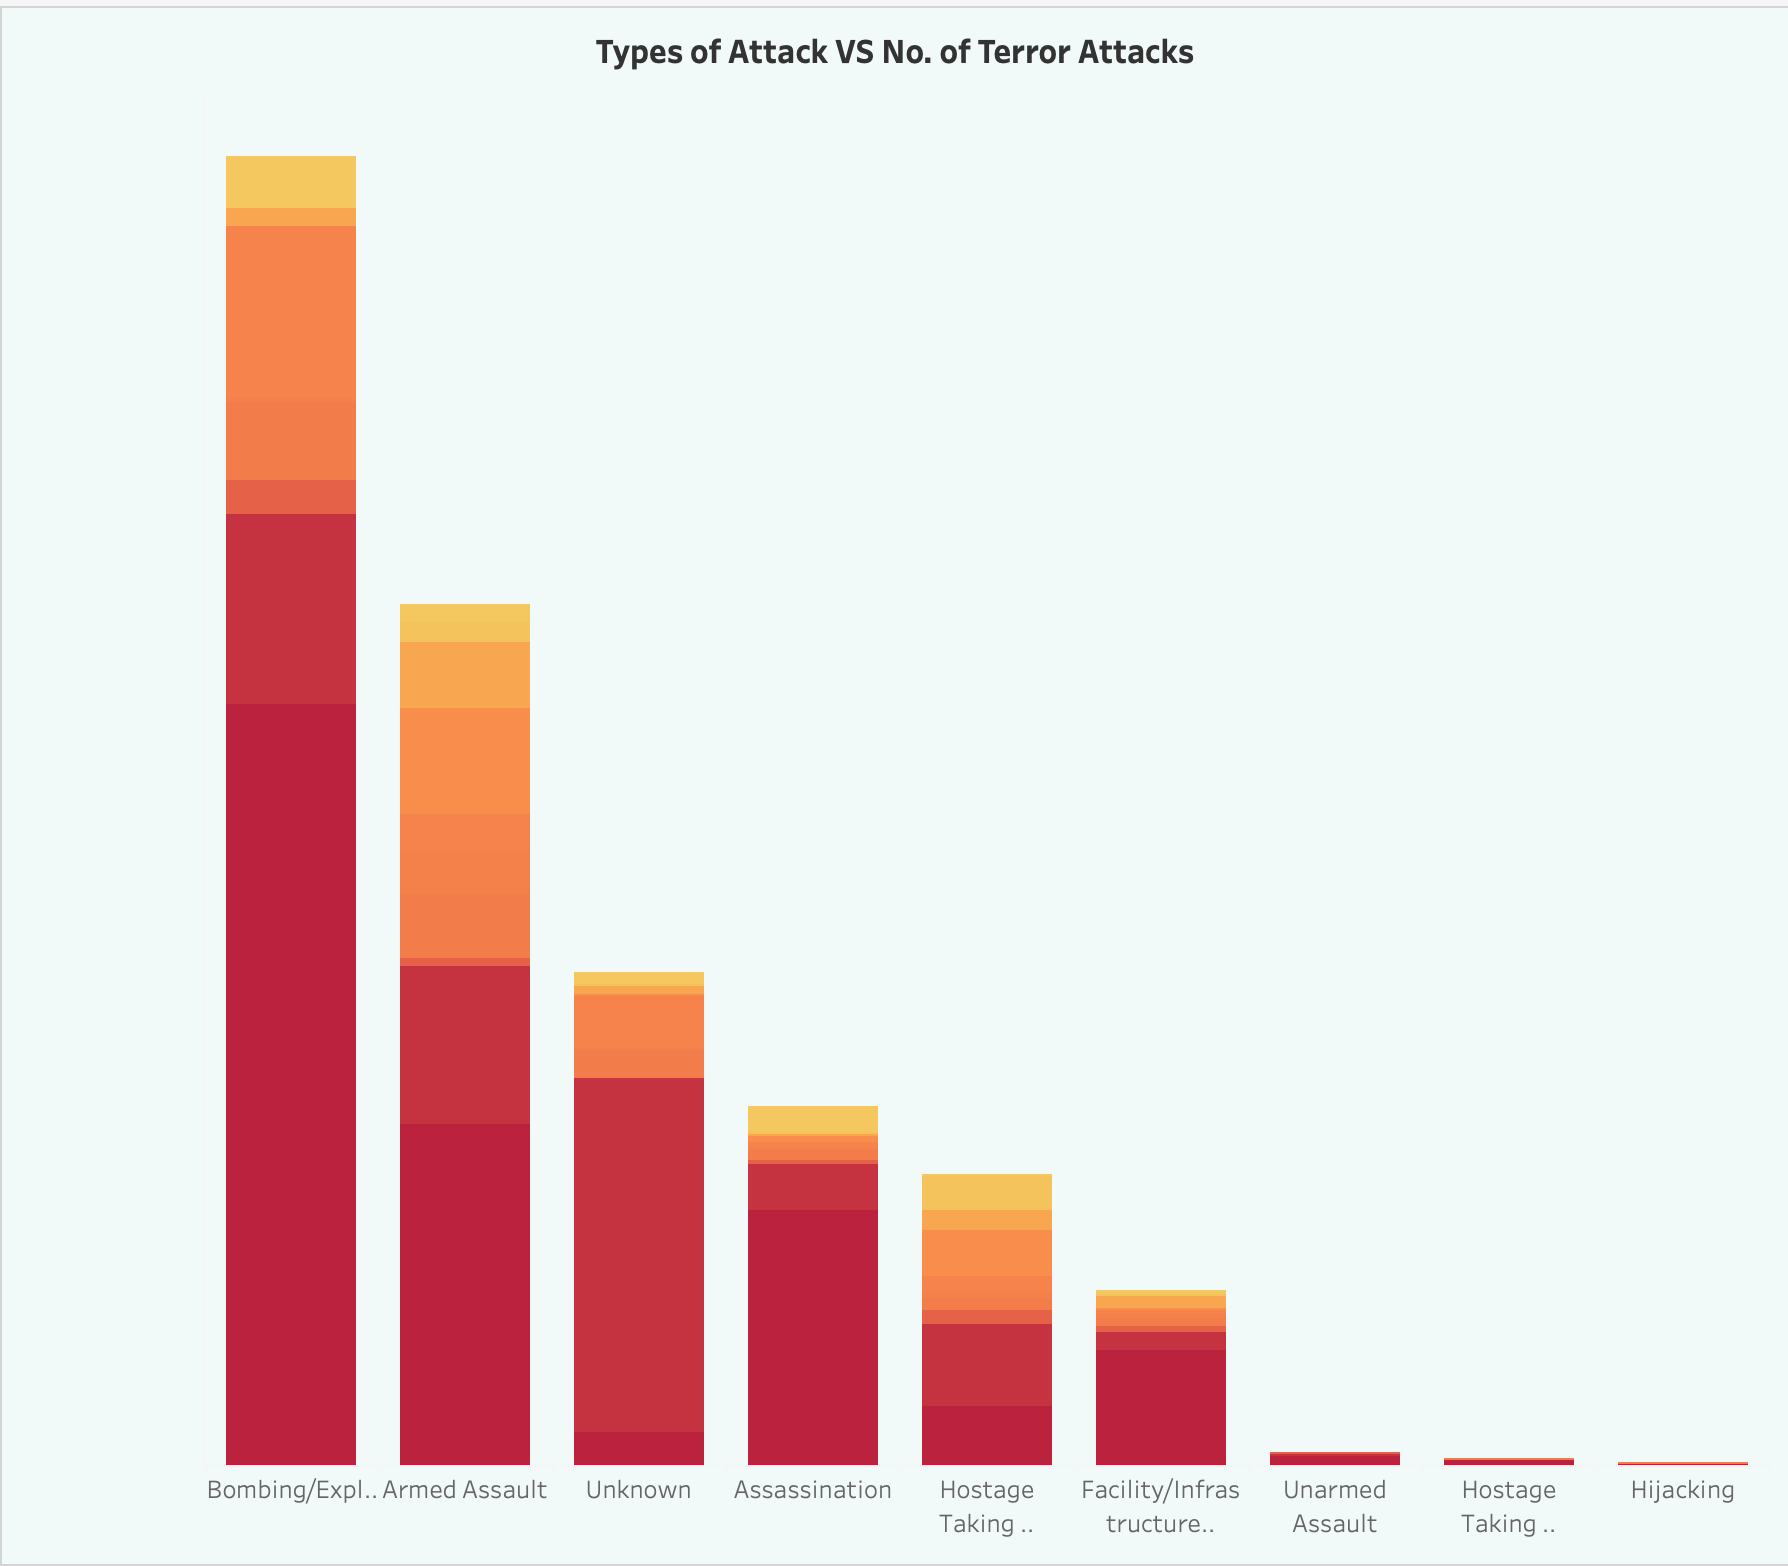 Types of Attack VS No. of Terror Attacks
Bombing/Expl.. Armed Assault Unknown Assassination Hostage Facility/Infras Unarmed Hostage Hijacking
Taking .. tructure.. Assault Taking ..